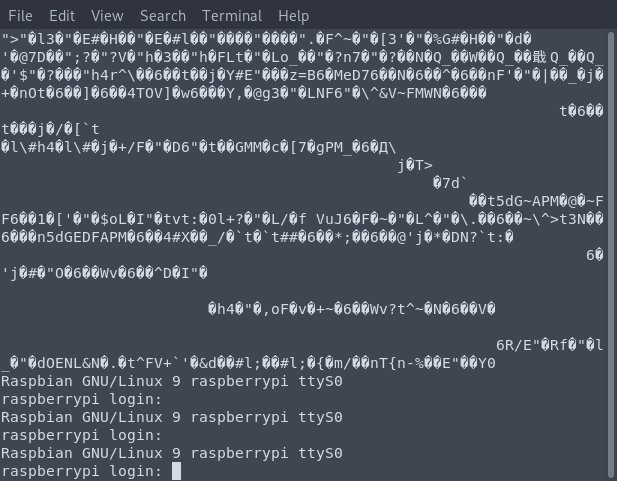 File Edit View Search Terminal Help
">"�l3�"�E#�H��"�E�#l��"����"����".�F^~�"�[3'�"�%G#�H��"�d�
'�@7D��";?�"?V�"h�3��"h�FLt�"�Lo_��"�?n7�"�?��N�Q_��W��Q_��戬Q_��Q_
�'$"�?���"h4r^\��6��t��j�Y#E"���z=B6�MeD76��N�6��^�6��nF'�"�|��_�j�
+�nOt�6��]�6��4TOV]�w6���Y,�@g3�"�LNF6"�\^&V~FMWN�6���
t�6��
t���j�/�[`t
�l\#h4�l\#�j�+/F�"�D6"�t��GMM�c�[7�gPM_�6�Д\
j�T>
�7d`
��t5dG~APM�@�~F
F6��1�['�"�$oL�I"�tvt:�0l+?�"�L/�f VuJ6�F�~�"�L^�"�\.��6��~\^>t3N��
6���n5dGEDFAPM�6��4#X��_/�`t�`t##�6��*;��6��@'j�*�DN?`t:�
6�
'j�#�"O�6��Wv�6��^D�I"�
�h4�"�,oF�v�+~�6��Wv?t^~�N�6��V�
6R/E"�Rf�"�l
_�"�dOENL&N�.�t^FV+`'�&d��#l;��#l;�{�m/��nT{n-%��E"��Y0
Raspbian GNU/Linux 9 raspberrypi ttyS0
raspberrypi login:
Raspbian GNU/Linux 9 raspberrypi ttyS0
raspberrypi login:
Raspbian GNU/Linux 9 raspberrypi ttyS0
raspberrypi login: